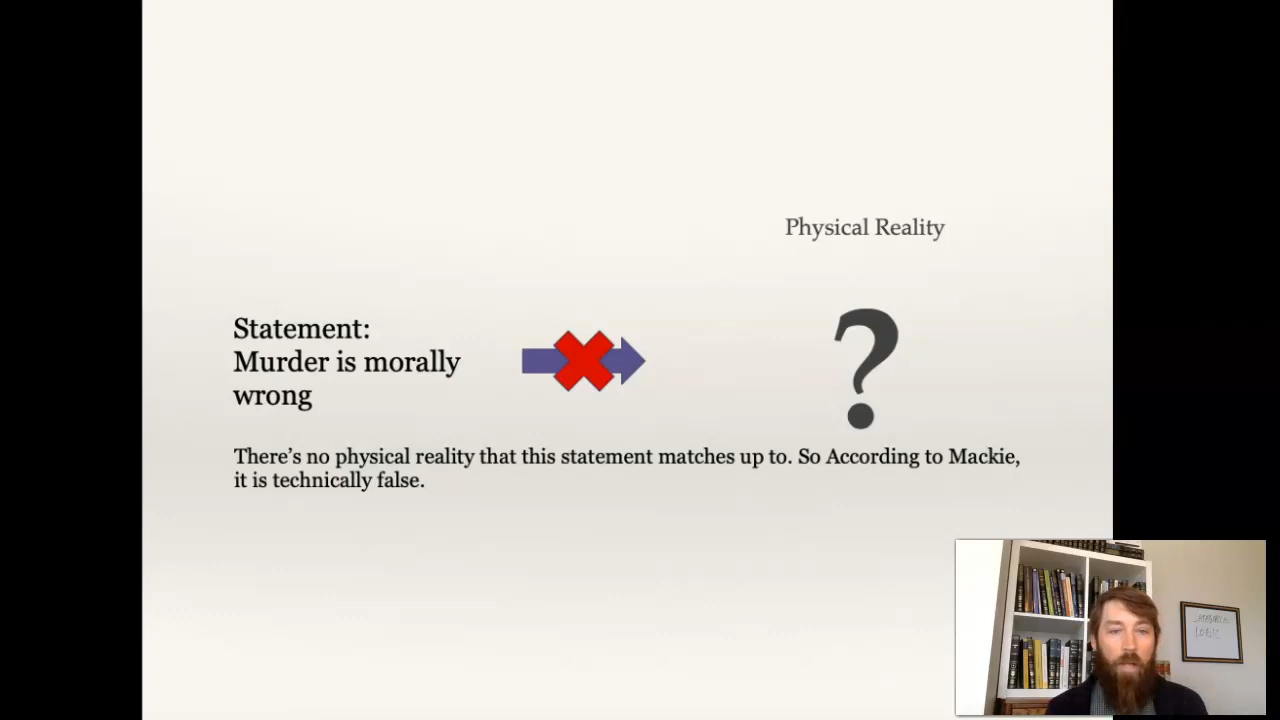 Physical Reality
Statement:
Murder is morally
wrong
?
There's no physical reality that this statement matches up to. So According to Mackie,
it is technically false.
LOGIC